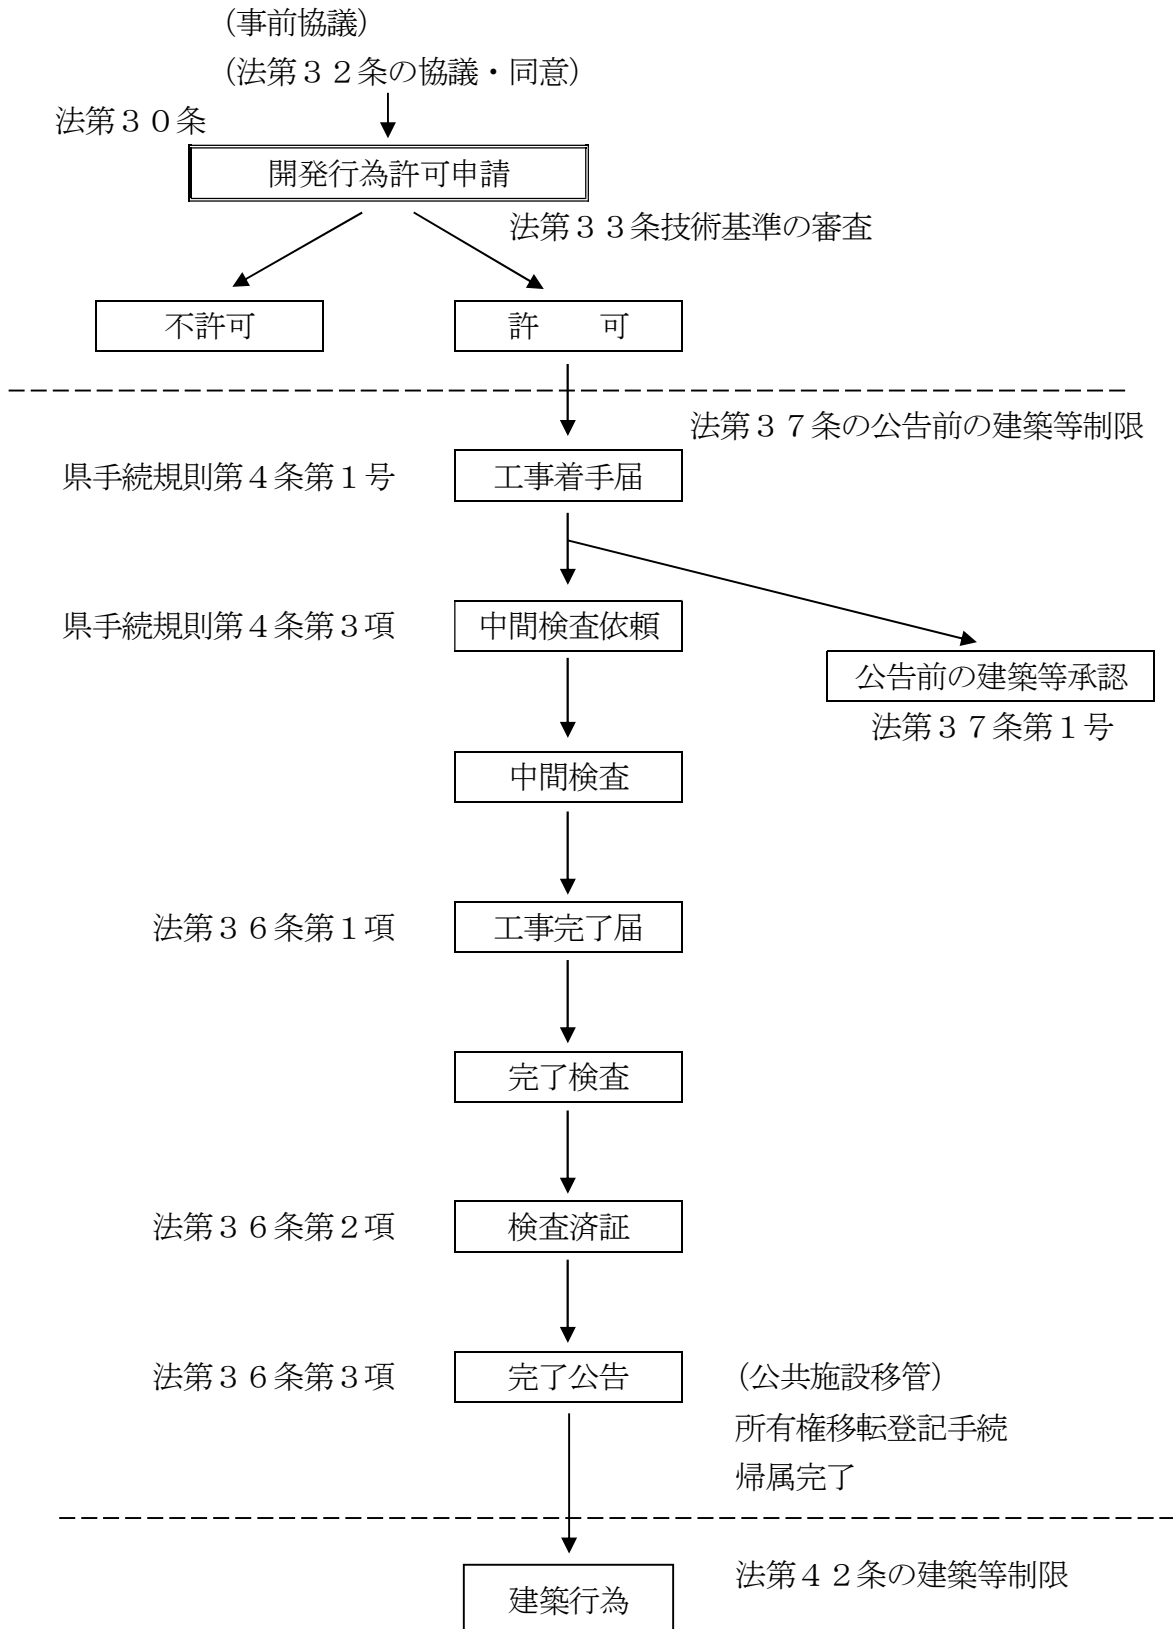 (事前協議)
(法第３２条の協議・同意)
法第３０条
開発行為許可申請
法第３３条技術基準の審査
不許可
許　　可
法第３７条の公告前の建築等制限
県手続規則第４条第１号
工事着手届
県手続規則第４条第３項
中間検査依頼
公告前の建築等承認
法第３７条第１号
中間検査
法第３６条第１項
工事完了届
完了検査
法第３６条第２項
検査済証
法第３６条第３項
完了公告
(公共施設移管)
所有権移転登記手続
帰属完了
法第４２条の建築等制限
建築行為